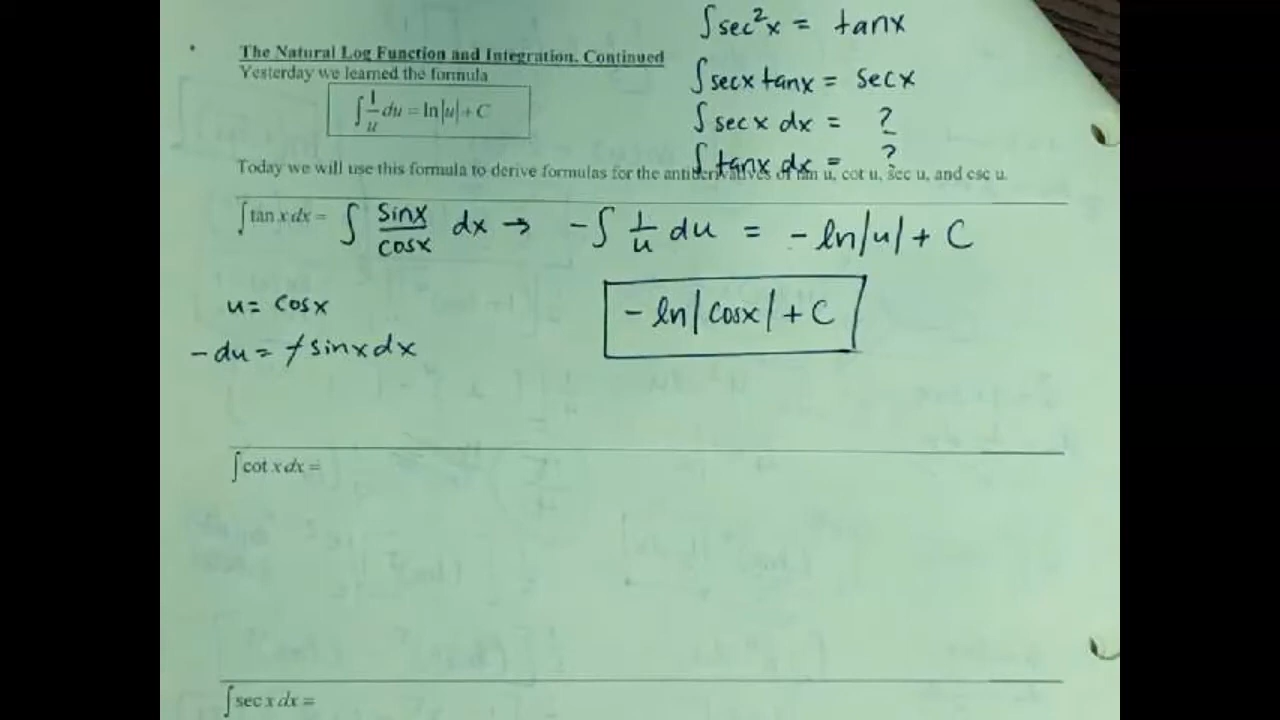 ∫sec²x = tanx
The Natural Log Function and Integration, Continued
Yesterday we learned the formula
∫secx tanx = secx
∫ 1/u du = ln|u| + C
∫secx dx = ?
∫tanx dx = ?
Today we will use this formula to derive formulas for the antiderivatives of tan u, cot u, sec u, and csc u.
∫tan x dx = ∫ sinx/cosx dx → -∫ 1/u du = -ln|u| + C
u = cosx
-ln|cosx| + C
-du = +sinxdx
∫cot x dx =
∫sec x dx =